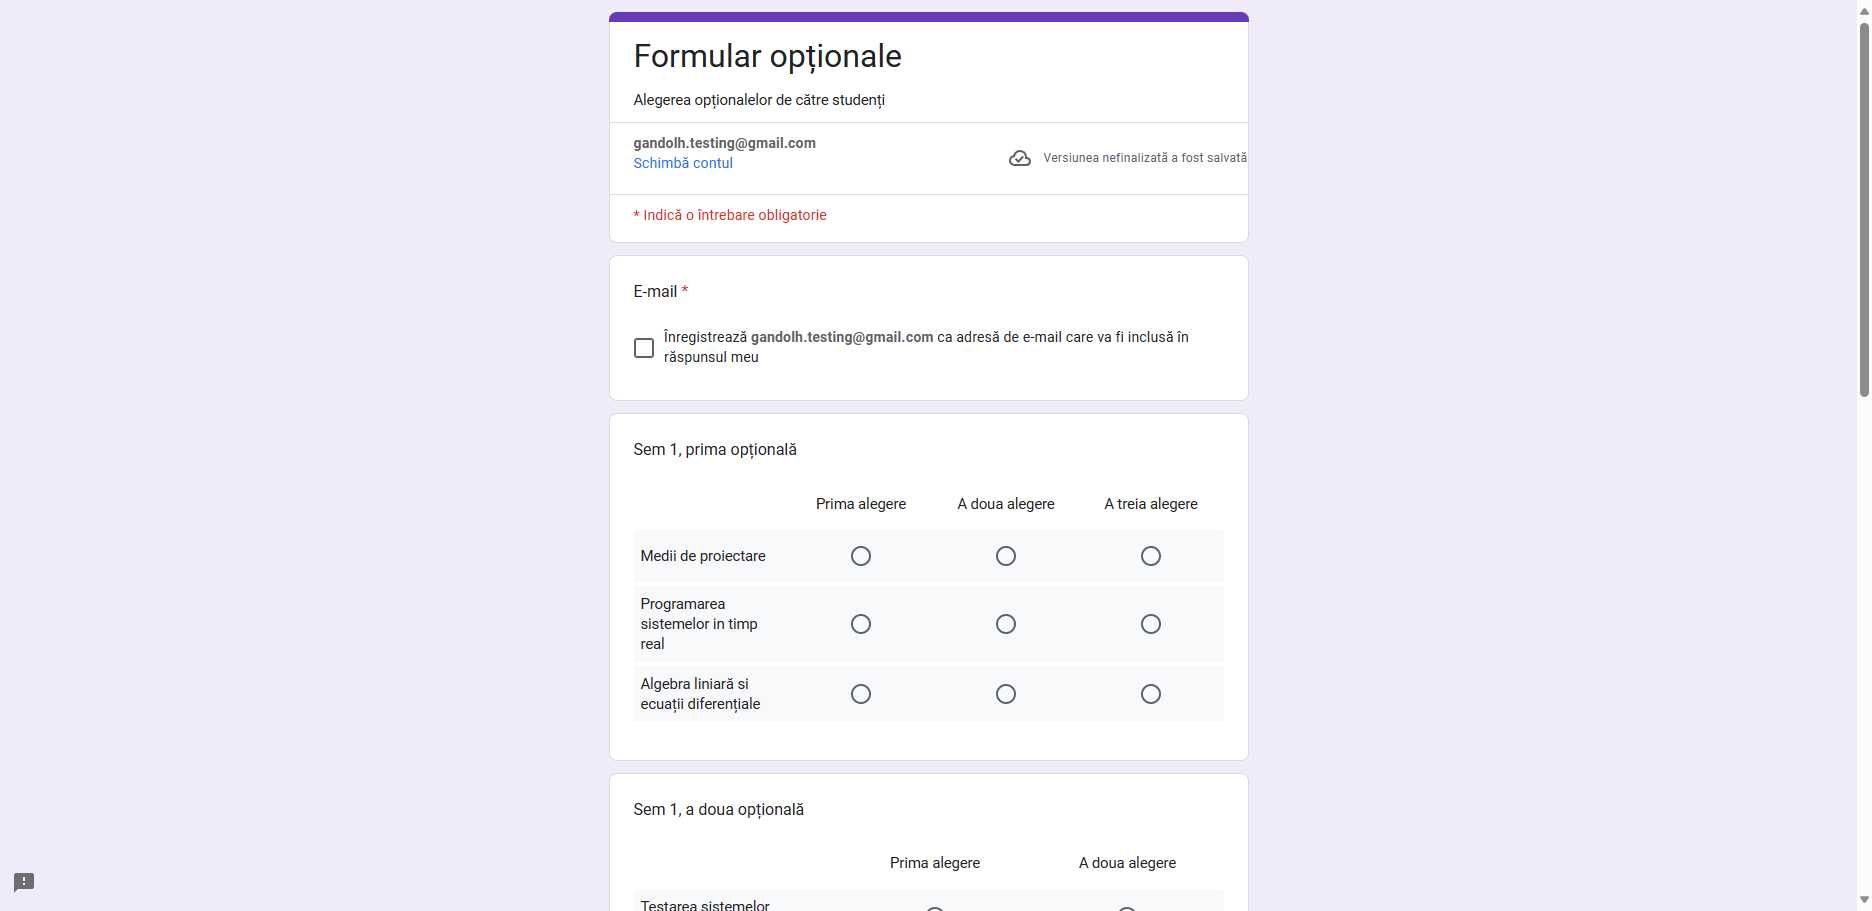 Formular opționale
Alegerea opționalelor de către studenți
gandolh.testing@gmail.com
Schimbă contul
Versiunea nefinalizată a fost salvată
* Indică o întrebare obligatorie
E-mail *
Înregistrează gandolh.testing@gmail.com ca adresă de e-mail care va fi inclusă în
răspunsul meu
Sem 1, prima opțională
Prima alegere A doua alegere A treia alegere
Medii de proiectare
Programarea
sistemelor in timp
real
Algebra liniară si
ecuații diferențiale
Sem 1, a doua opțională
Prima alegere A doua alegere
Testarea sistemelor